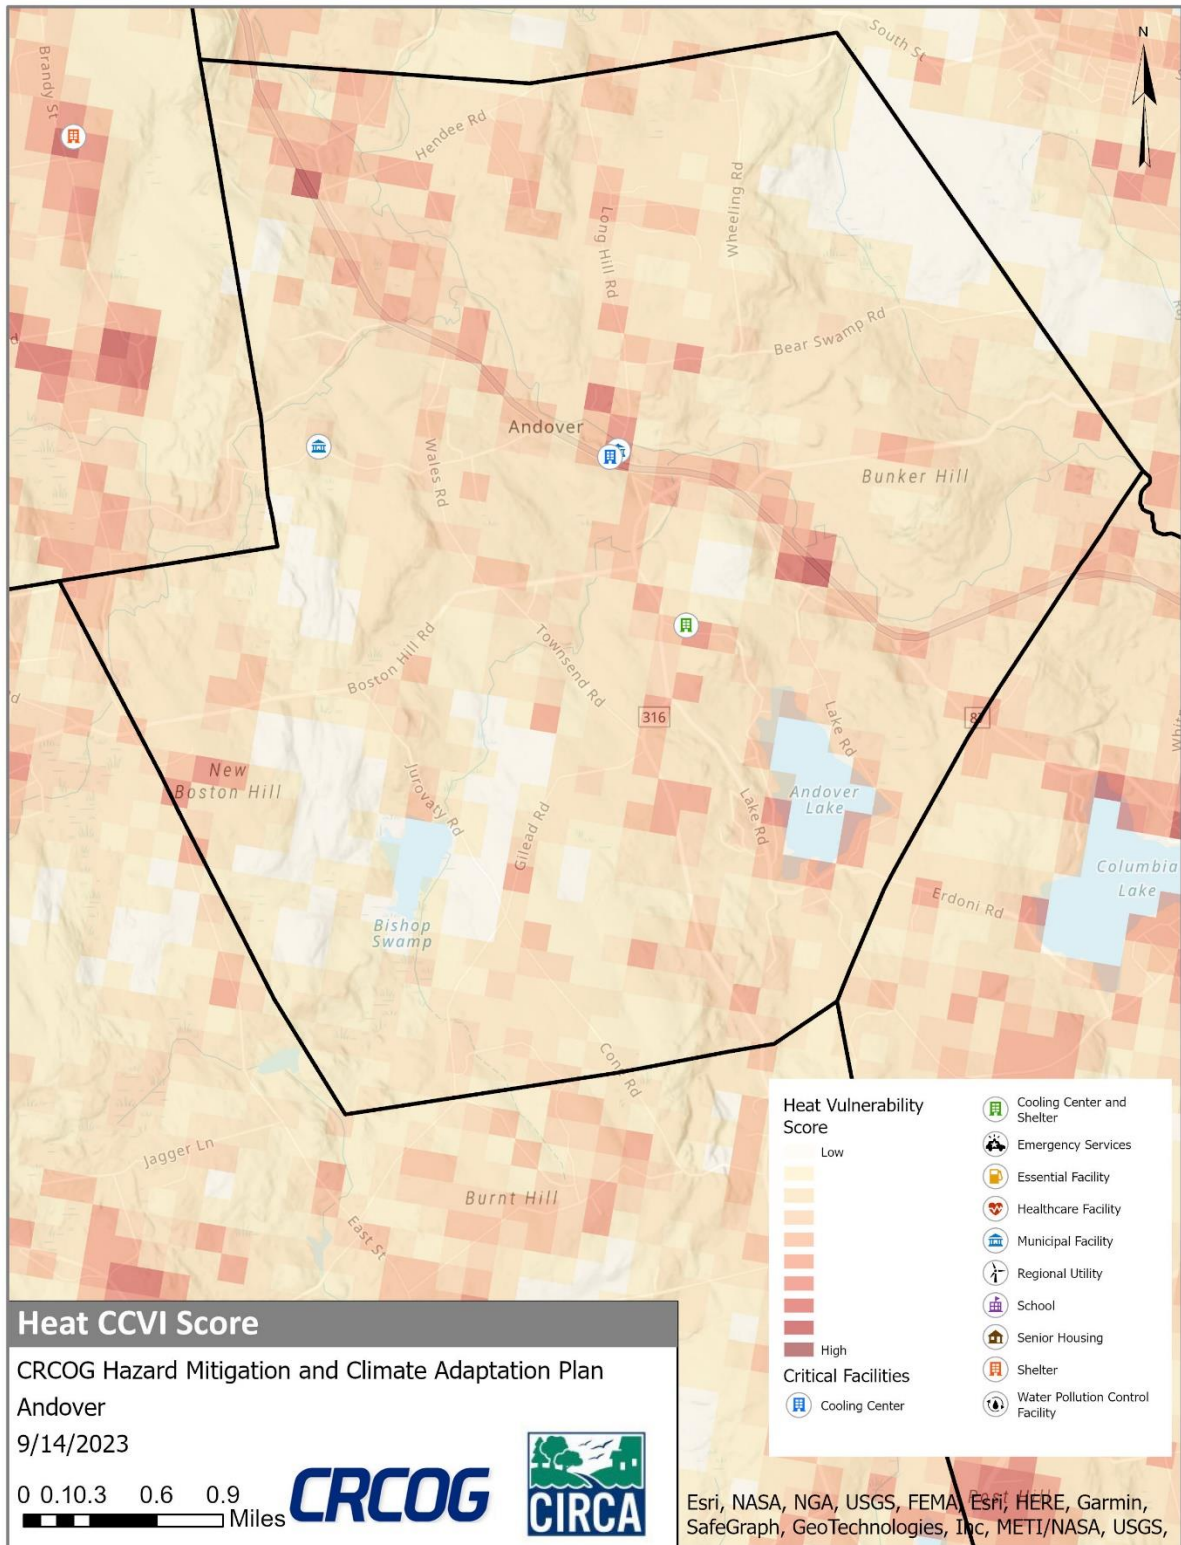 South St
N
Brandy St
Hendee Rd
Wheeling Rd
Long Hill Rd
Bear Swamp Rd
Andover
Wales Rd
Bunker Hill
Boston Hill Rd
Townsend Rd
316
Lake Rd
87
New
Boston Hill
Jurovaty Rd
Gilead Rd
Lake Rd
Andover
Lake
Columbia
Lake
Erdoni Rd
Bishop
Swamp
Cone Rd
Jagger Ln
Burnt Hill
East St
Heat Vulnerability
Score
Low
High
Critical Facilities
Cooling Center
Cooling Center and
Shelter
Emergency Services
Essential Facility
Healthcare Facility
Municipal Facility
Regional Utility
School
Senior Housing
Shelter
Water Pollution Control
Facility
Heat CCVI Score
CRCOG Hazard Mitigation and Climate Adaptation Plan
Andover
9/14/2023
0 0.10.3 0.6 0.9
Miles
CRCOG
CIRCA
Post Hill
Esri, NASA, NGA, USGS, FEMA, Esri, HERE, Garmin,
SafeGraph, GeoTechnologies, Inc, METI/NASA, USGS,